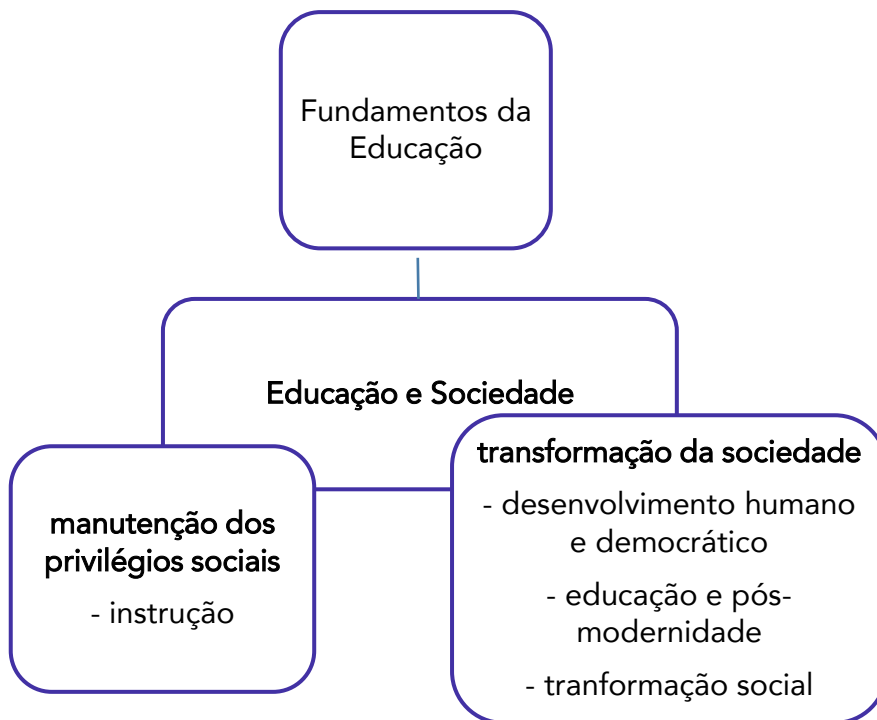 Fundamentos da
Educação
Educação e Sociedade
manutenção dos
privilégios sociais
- instrução
transformação da sociedade
- desenvolvimento humano
e democrático
- educação e pós-
modernidade
- tranformação social